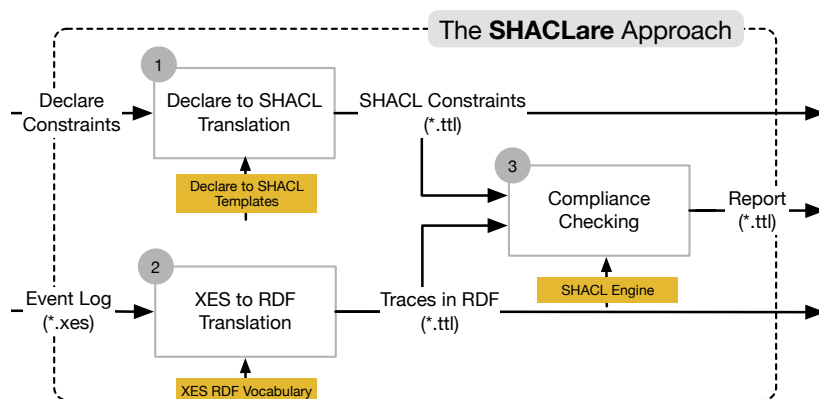 The SHACLare Approach
1
Declare
Constraints
Declare to SHACL
Translation
SHACL Constraints
(*.ttl)
Declare to SHACL
Templates
3
Compliance
Checking
Report
(*.ttl)
SHACL Engine
2
Event Log
(*.xes)
XES to RDF
Translation
Traces in RDF
(*.ttl)
XES RDF Vocabulary